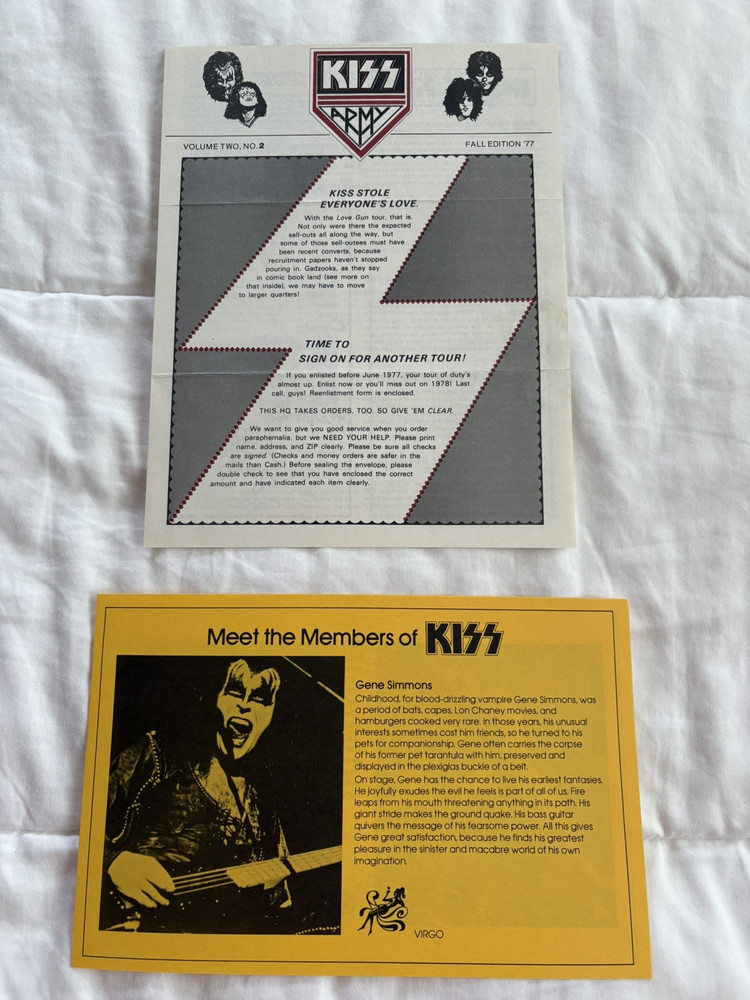 KISS
ARMY
VOLUME TWO, NO. 2
FALL EDITION '77
KISS STOLE
EVERYONE'S LOVE.
With the Love Gun tour, that is.
Not only were there the expected
sell-outs all along the way, but
some of those sell-outees must have
been recent converts, because
recruitment papers haven't stopped
pouring in. Gadzooks, as they say
in comic book land (see more on
that inside), we may have to move
to larger quarters!
TIME TO
SIGN ON FOR ANOTHER TOUR!
If you enlisted before June 1977, your tour of duty's
almost up. Enlist now or you'll miss out on 1978! Last
call, guys! Reenlistment form is enclosed.
THIS HQ TAKES ORDERS, TOO. SO GIVE 'EM CLEAR.
We want to give you good service when you order
paraphernalia, but we NEED YOUR HELP. Please print
name, address, and ZIP clearly. Please be sure all checks
are signed. (Checks and money orders are safer in the
mails than Cash.) Before sealing the envelope, please
double check to see that you have enclosed the correct
amount and have indicated each item clearly.
Meet the Members of KISS
Gene Simmons
Childhood, for blood-drizzling vampire Gene Simmons, was
a period of bats, capes, Lon Chaney movies, and
hamburgers cooked very rare. In those years, his unusual
interests sometimes cost him friends, so he turned to his
pets for companionship. Gene often carries the corpse
of his former pet tarantula with him, preserved and
displayed in the plexiglas buckle of a belt.
On stage, Gene has the chance to live his earliest fantasies.
He joyfully exudes the evil he feels is part of all of us. Fire
leaps from his mouth threatening anything in its path. His
giant stride makes the ground quake. His bass guitar
quivers the message of his fearsome power. All this gives
Gene great satisfaction, because he finds his greatest
pleasure in the sinister and macabre world of his own
imagination.
VIRGO